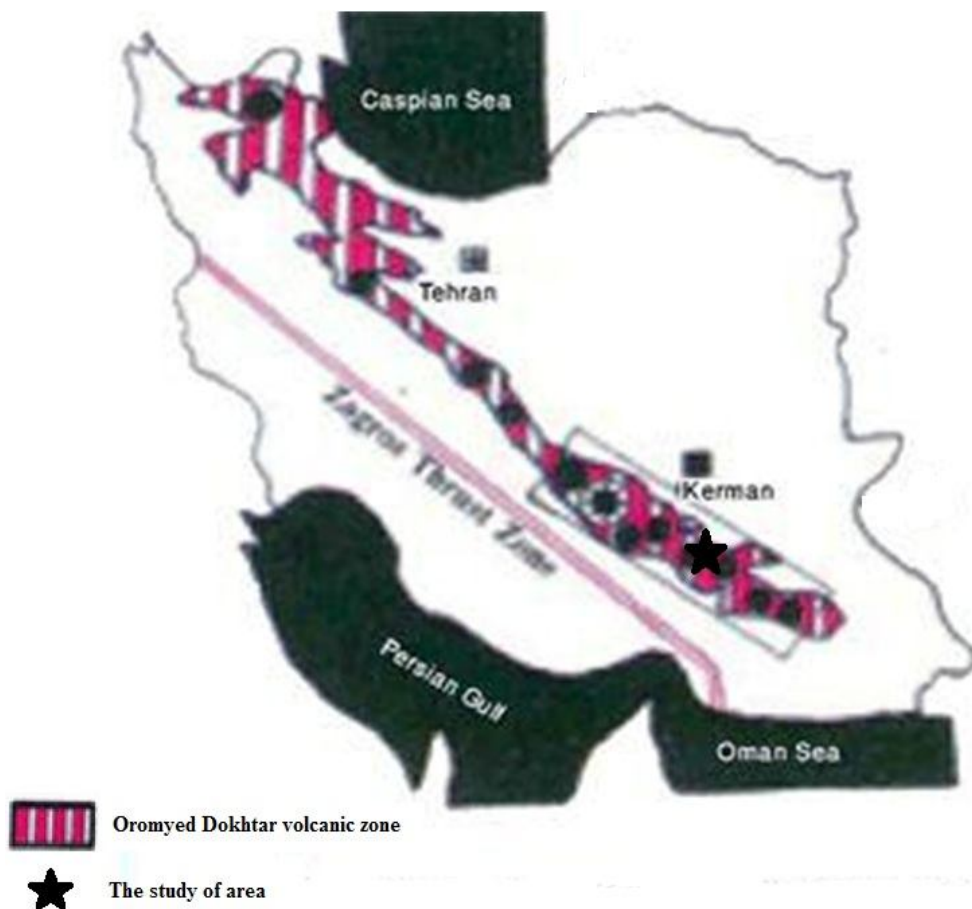 Caspian Sea
Tehran
Zagros Thrust Zone
Kerman
Persian Gulf
Oman Sea
Oromyed Dokhtar volcanic zone
The study of area